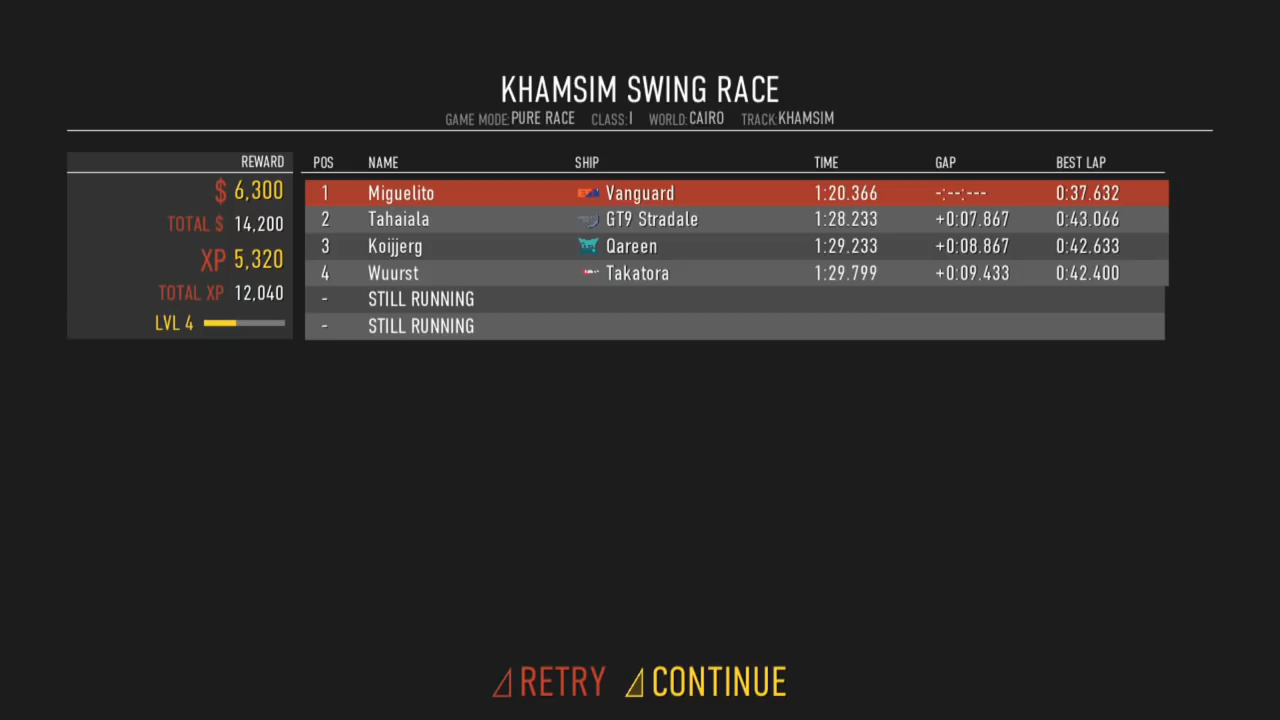 KHAMSIM SWING RACE
GAME MODE: PURE RACE CLASS: I WORLD: CAIRO TRACK: KHAMSIM
REWARD
$ 6,300
TOTAL $ 14,200
XP 5,320
TOTAL XP 12,040
LVL 4
POS NAME SHIP TIME GAP BEST LAP
1 Miguelito Vanguard 1:20.366 -:--:--- 0:37.632
2 Tahaiala GT9 Stradale 1:28.233 +0:07.867 0:43.066
3 Koijjerg Qareen 1:29.233 +0:08.867 0:42.633
4 Wuurst Takatora 1:29.799 +0:09.433 0:42.400
- STILL RUNNING
- STILL RUNNING
RETRY CONTINUE